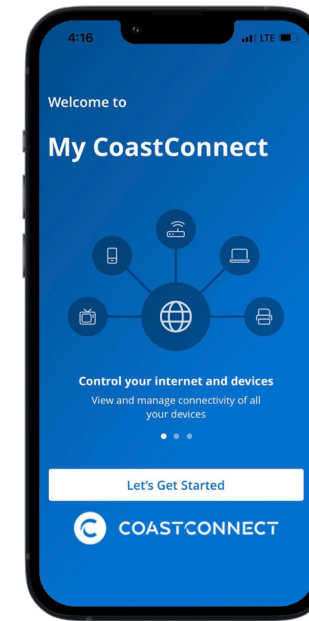 4:16
LTE
Welcome to
My CoastConnect
Control your internet and devices
View and manage connectivity of all
your devices
Let’s Get Started
COASTCONNECT